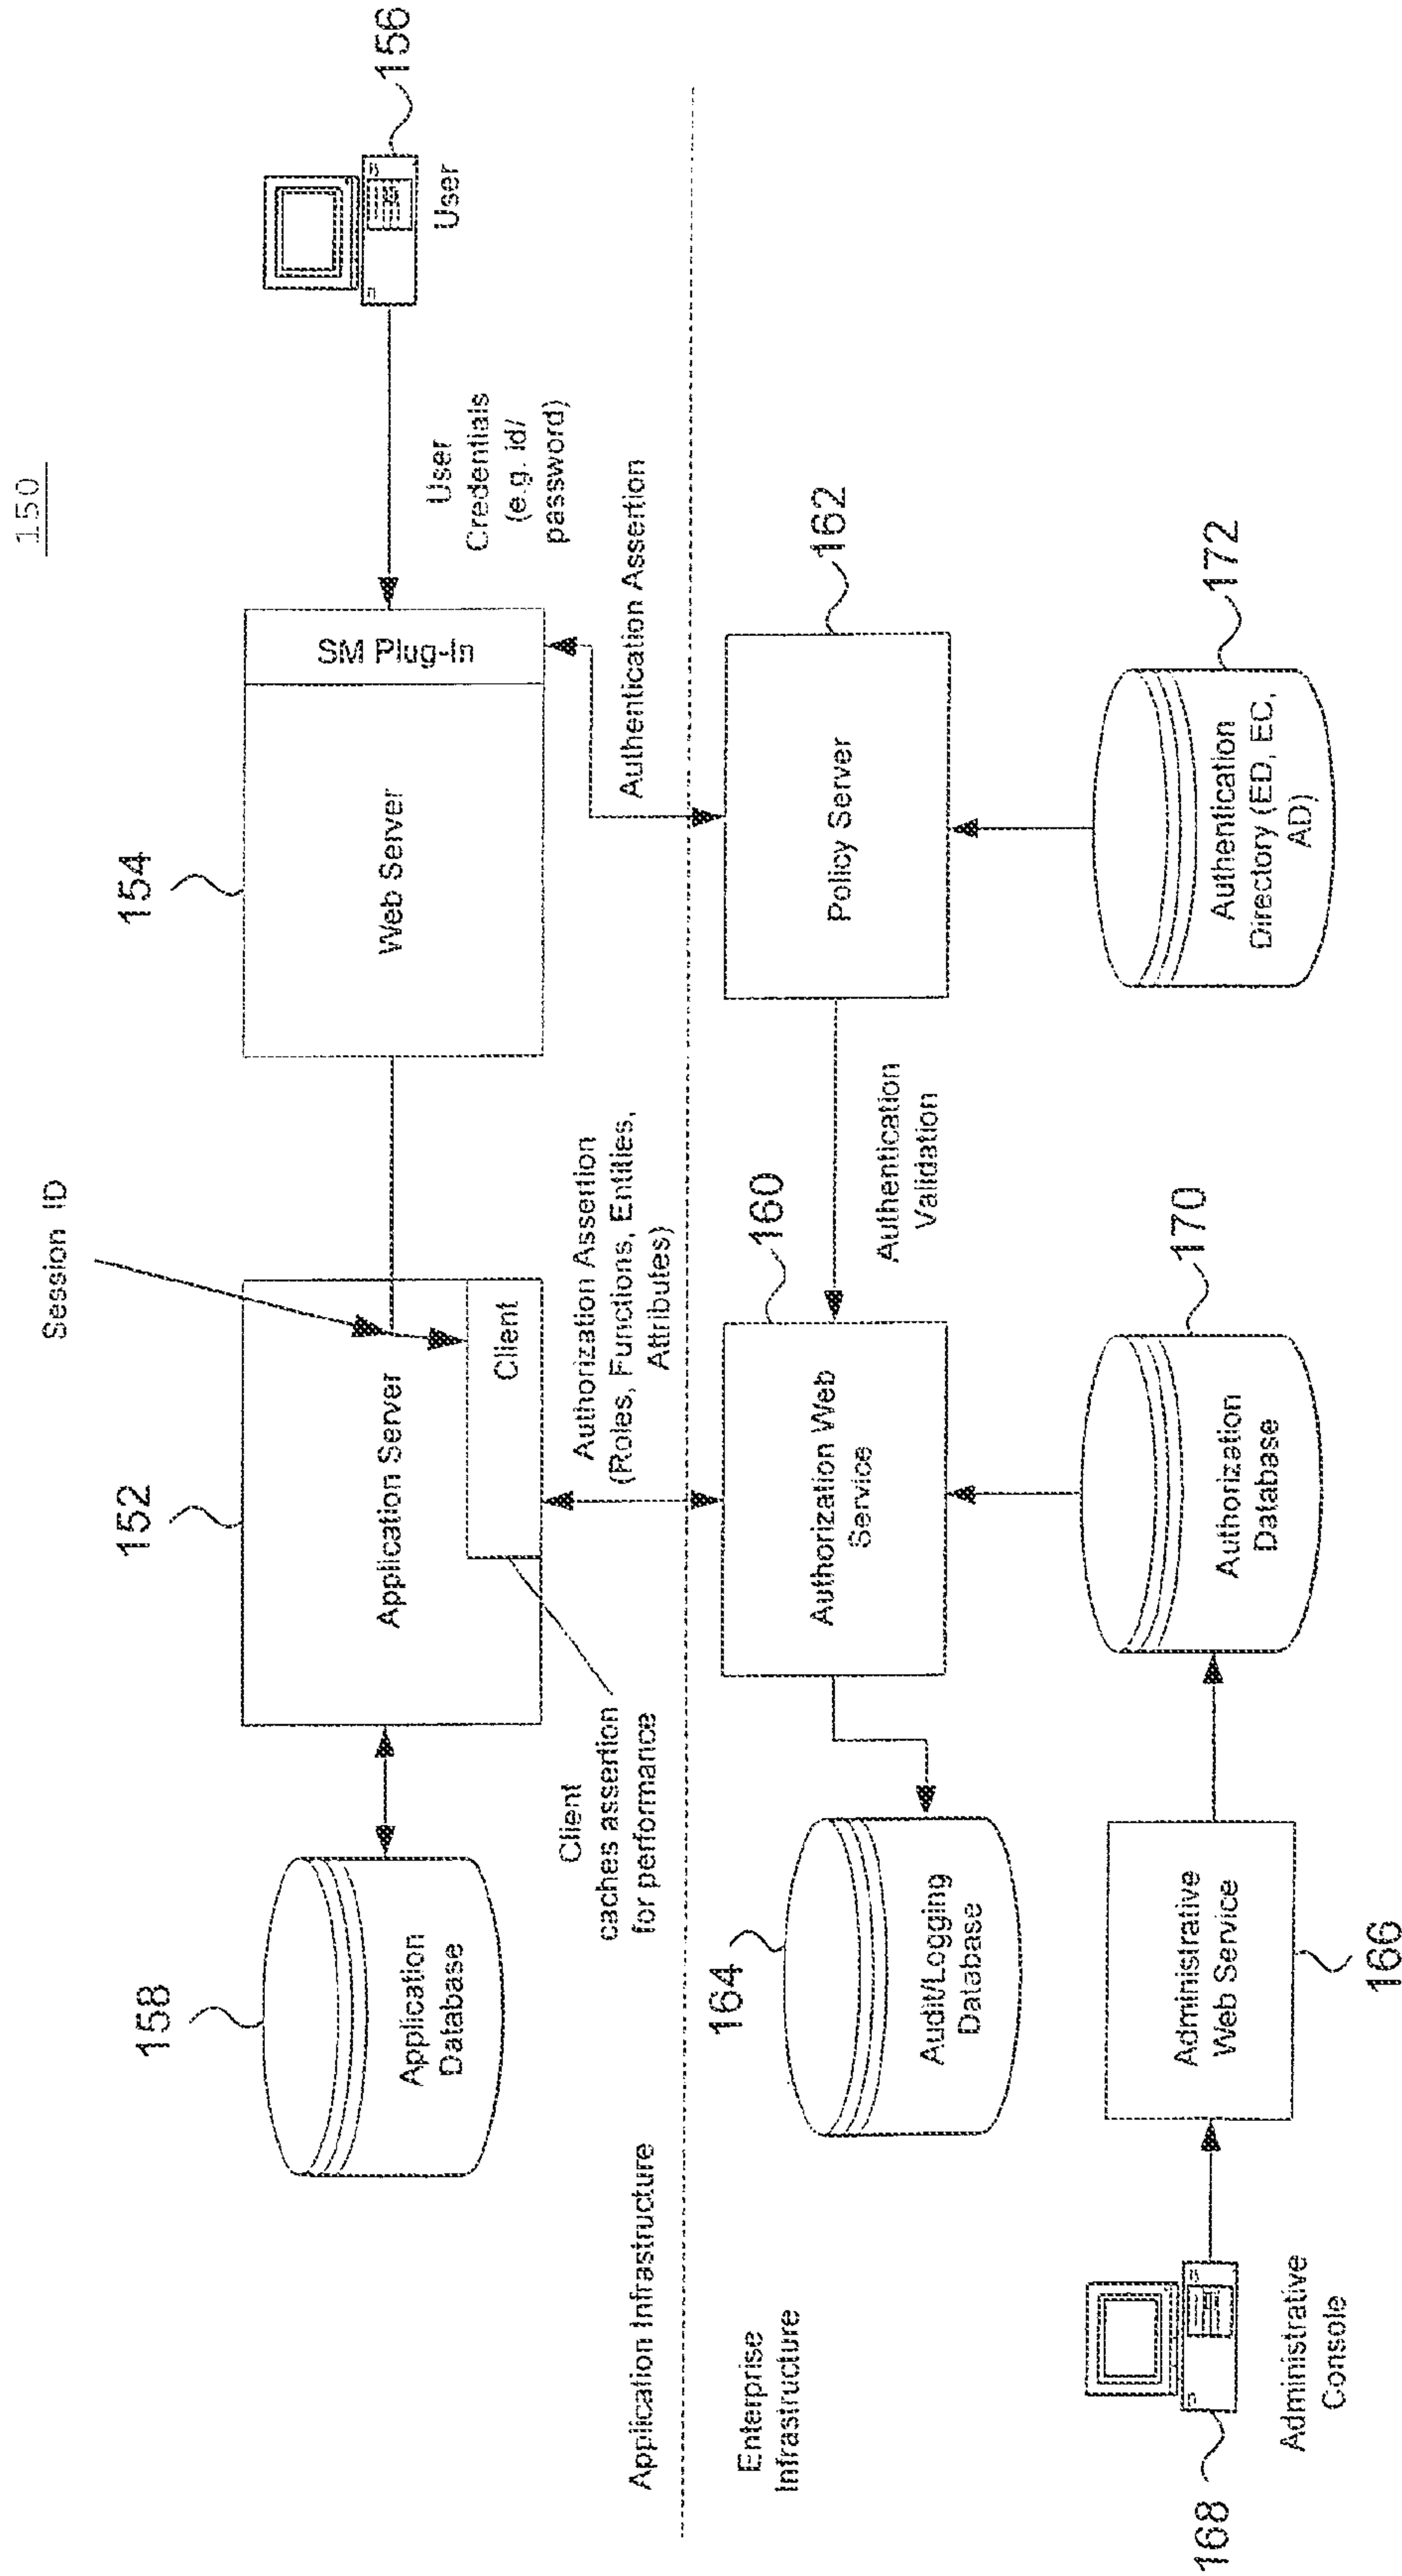 150
Session ID
158
152
154
156
Application
Database
Application Server
Client
Web Server
SM Plug-In
User
User
Credentials
(e.g. id/
password)
Client
caches assertion
for performance
Authorization Assertion
(Roles, Functions, Entities,
Attributes)
Authentication Assertion
Application Infrastructure
Enterprise
Infrastructure
164
160
162
Audit/Logging
Database
Authorization Web
Service
Authentication
Validation
Policy Server
168
Administrative
Console
166
Administrative
Web Service
170
Authorization
Database
172
Authentication
Directory (ED, EC,
AD)